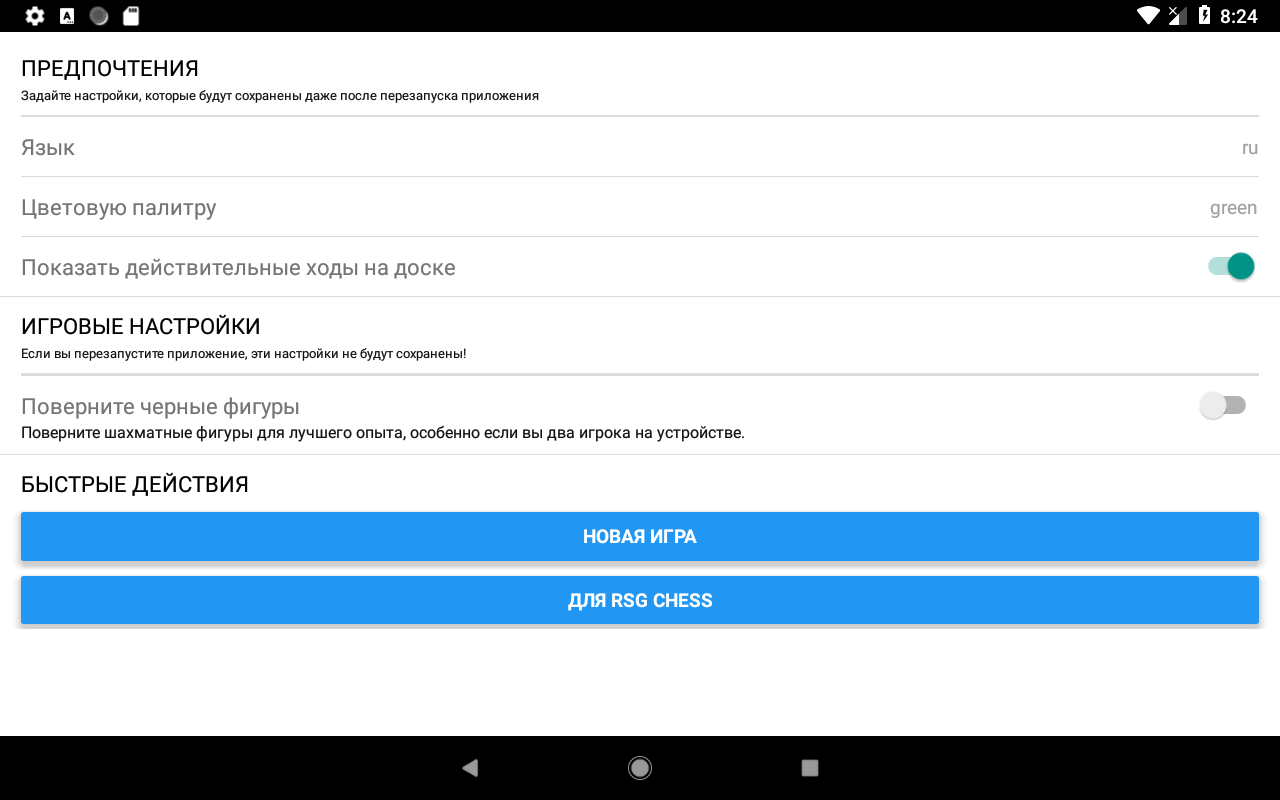 8:24
ПРЕДПОЧТЕНИЯ
Задайте настройки, которые будут сохранены даже после перезапуска приложения
Язык ru
Цветовую палитру green
Показать действительные ходы на доске
ИГРОВЫЕ НАСТРОЙКИ
Если вы перезапустите приложение, эти настройки не будут сохранены!
Поверните черные фигуры
Поверните шахматные фигуры для лучшего опыта, особенно если вы два игрока на устройстве.
БЫСТРЫЕ ДЕЙСТВИЯ
НОВАЯ ИГРА
ДЛЯ RSG CHESS